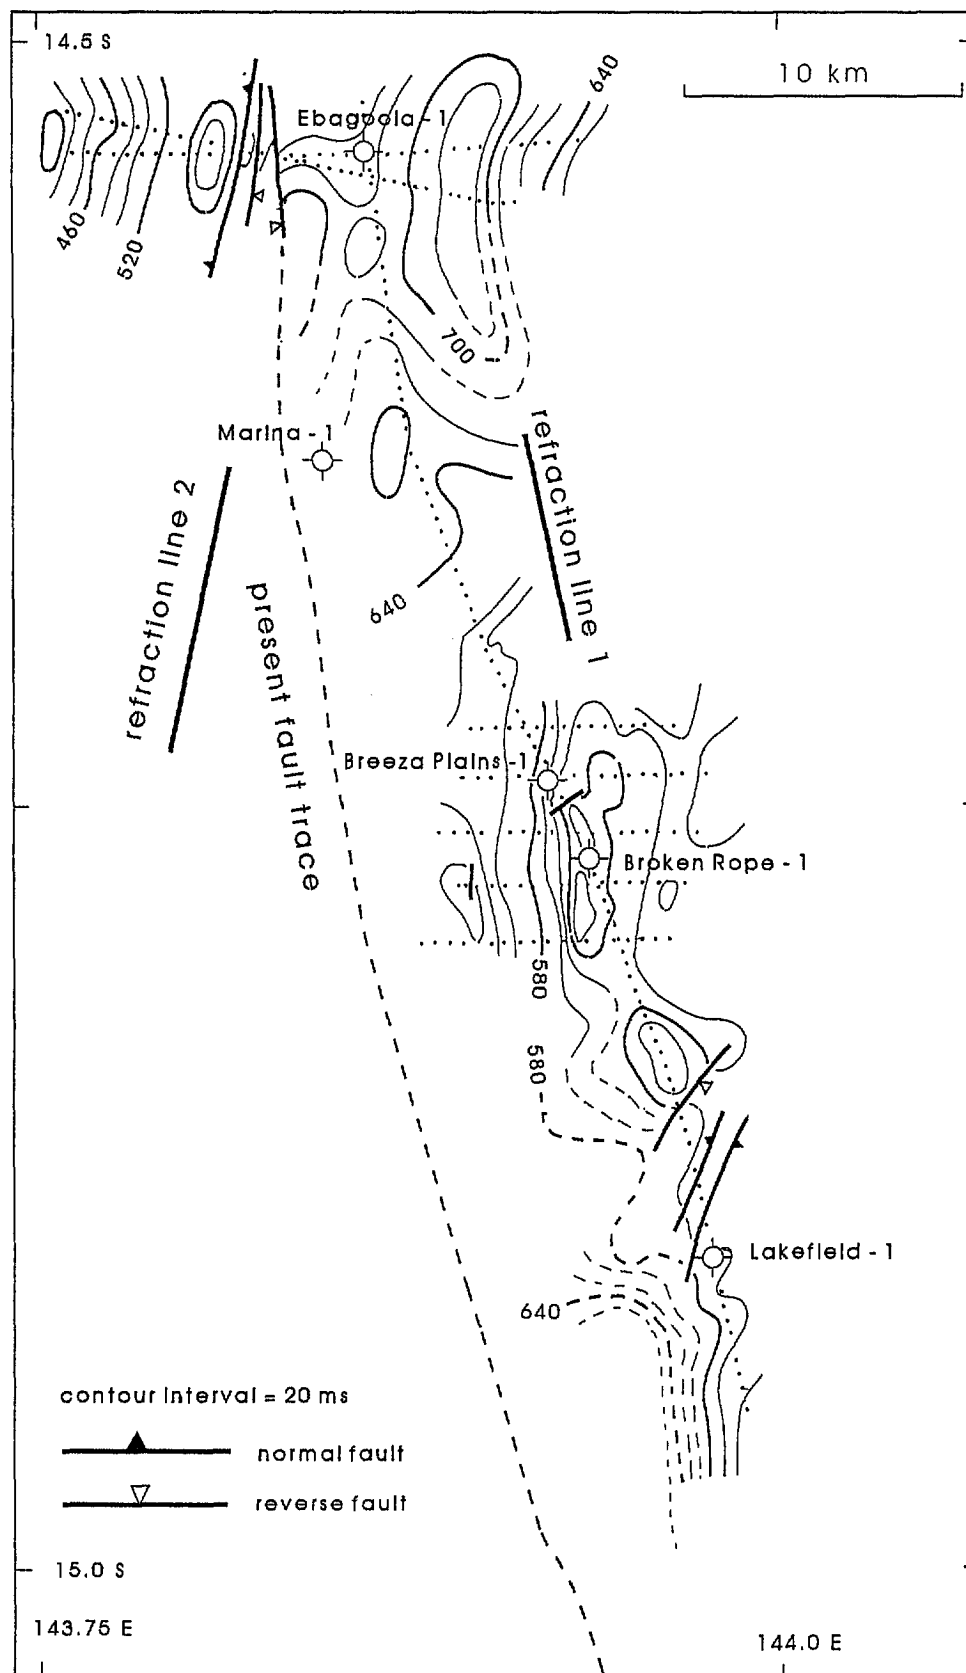 14.5 S
10 km
640
Ebagoola - 1
460
520
700
Marina - 1
refraction line 1
refraction line 2
640
present fault trace
Breeza Plains -1
Broken Rope - 1
580
580
Lakefield - 1
640
contour interval = 20 ms
normal fault
reverse fault
15.0 S
143.75 E
144.0 E